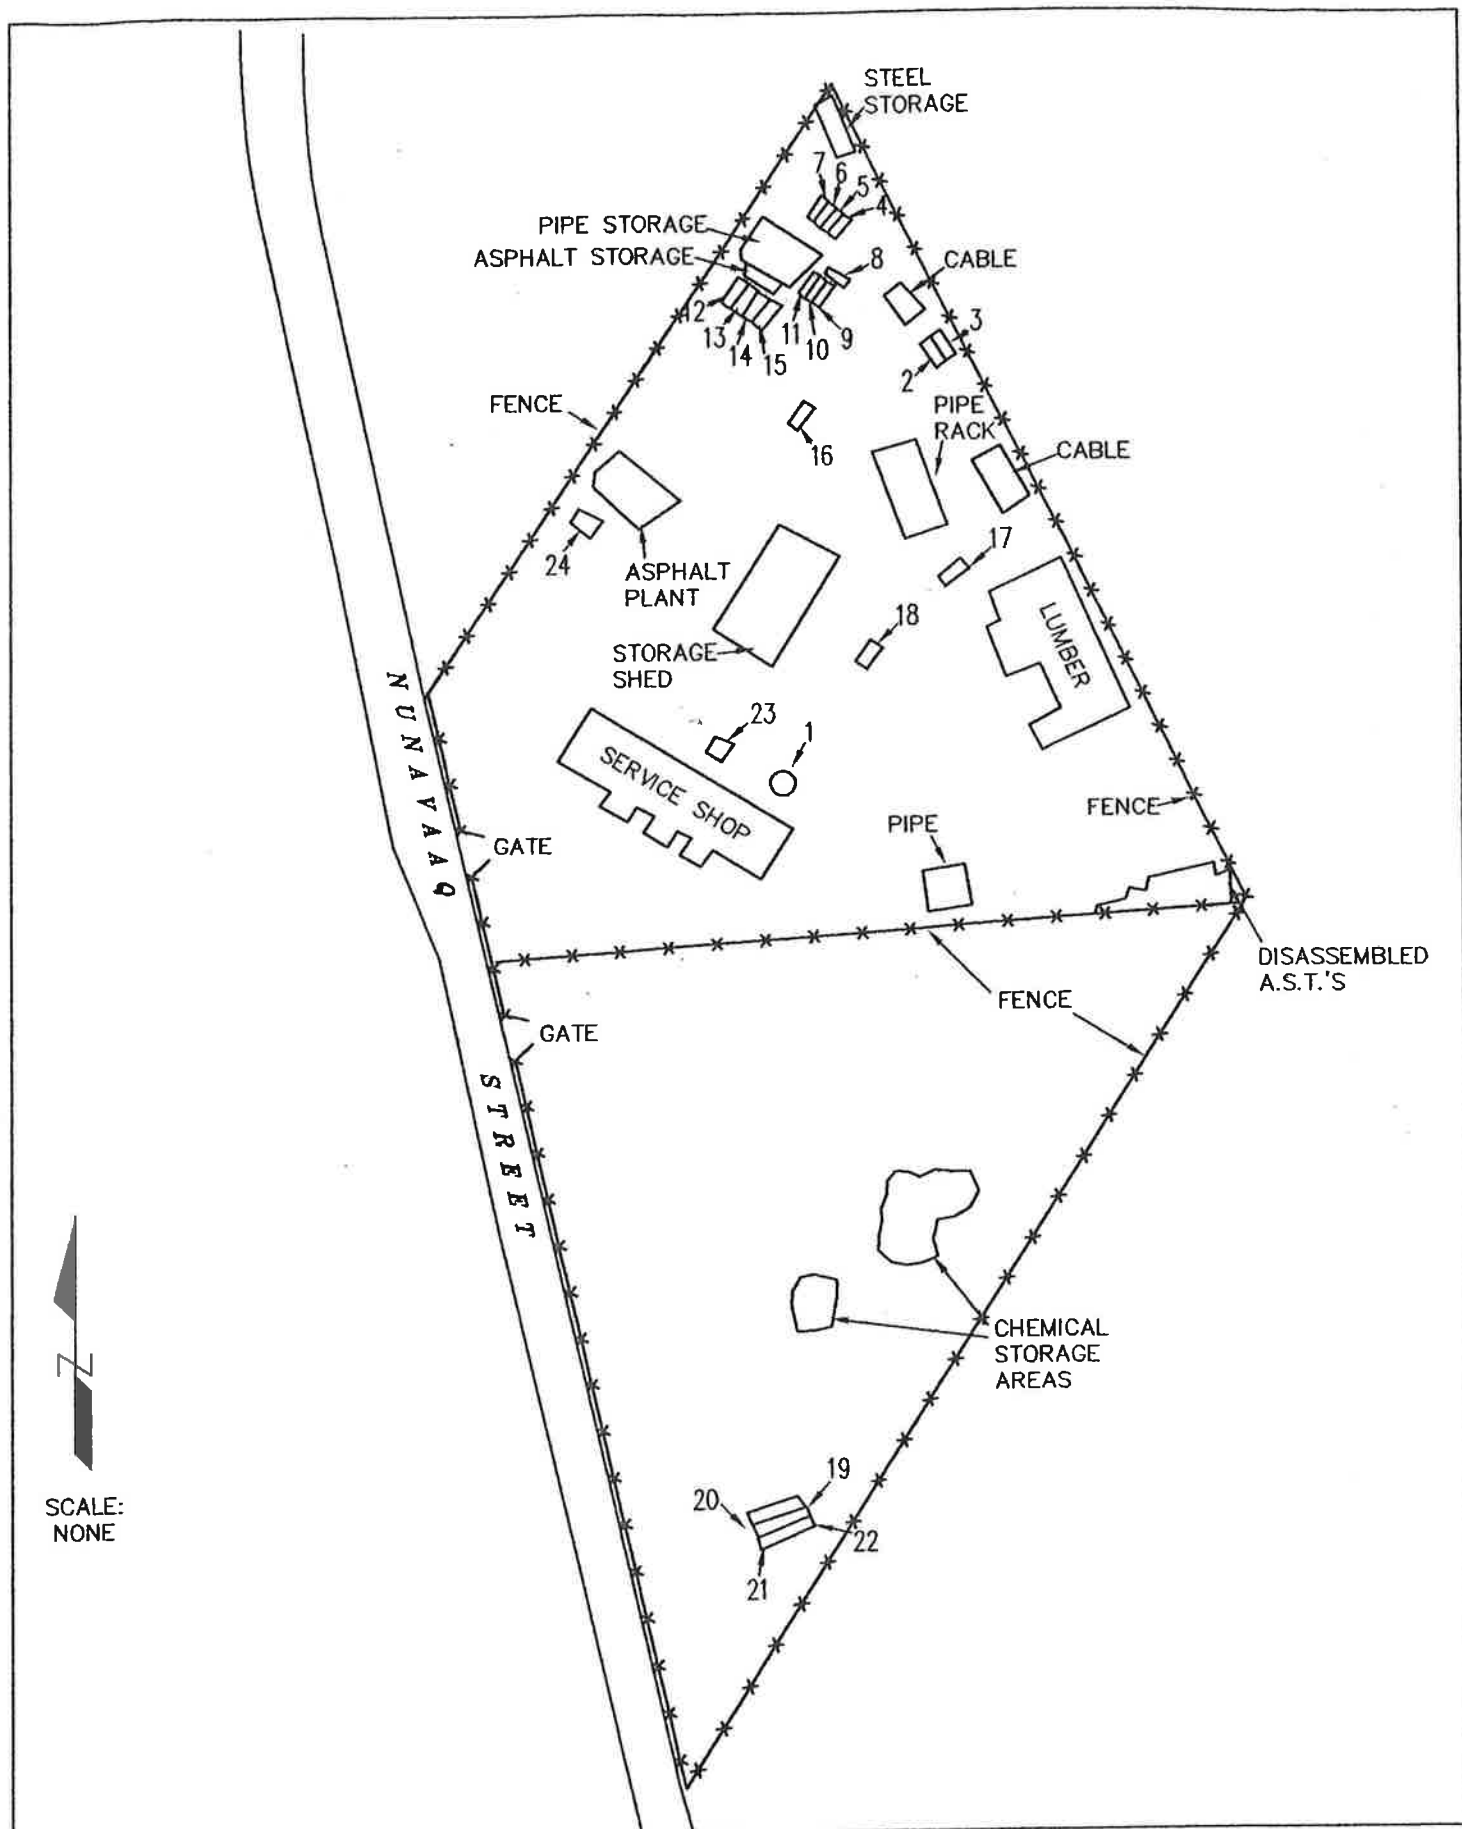 STEEL
STORAGE
7
6
5
4
PIPE STORAGE
ASPHALT STORAGE
8
CABLE
12
13
14
15
11
10
9
3
2
FENCE
PIPE
RACK
16
CABLE
24
ASPHALT
PLANT
17
18
LUMBER
STORAGE
SHED
NUNAVAAQ
23
1
SERVICE SHOP
FENCE
PIPE
GATE
DISASSEMBLED
A.S.T.'S
FENCE
GATE
STREET
CHEMICAL
STORAGE
AREAS
N
SCALE:
NONE
19
20
22
21